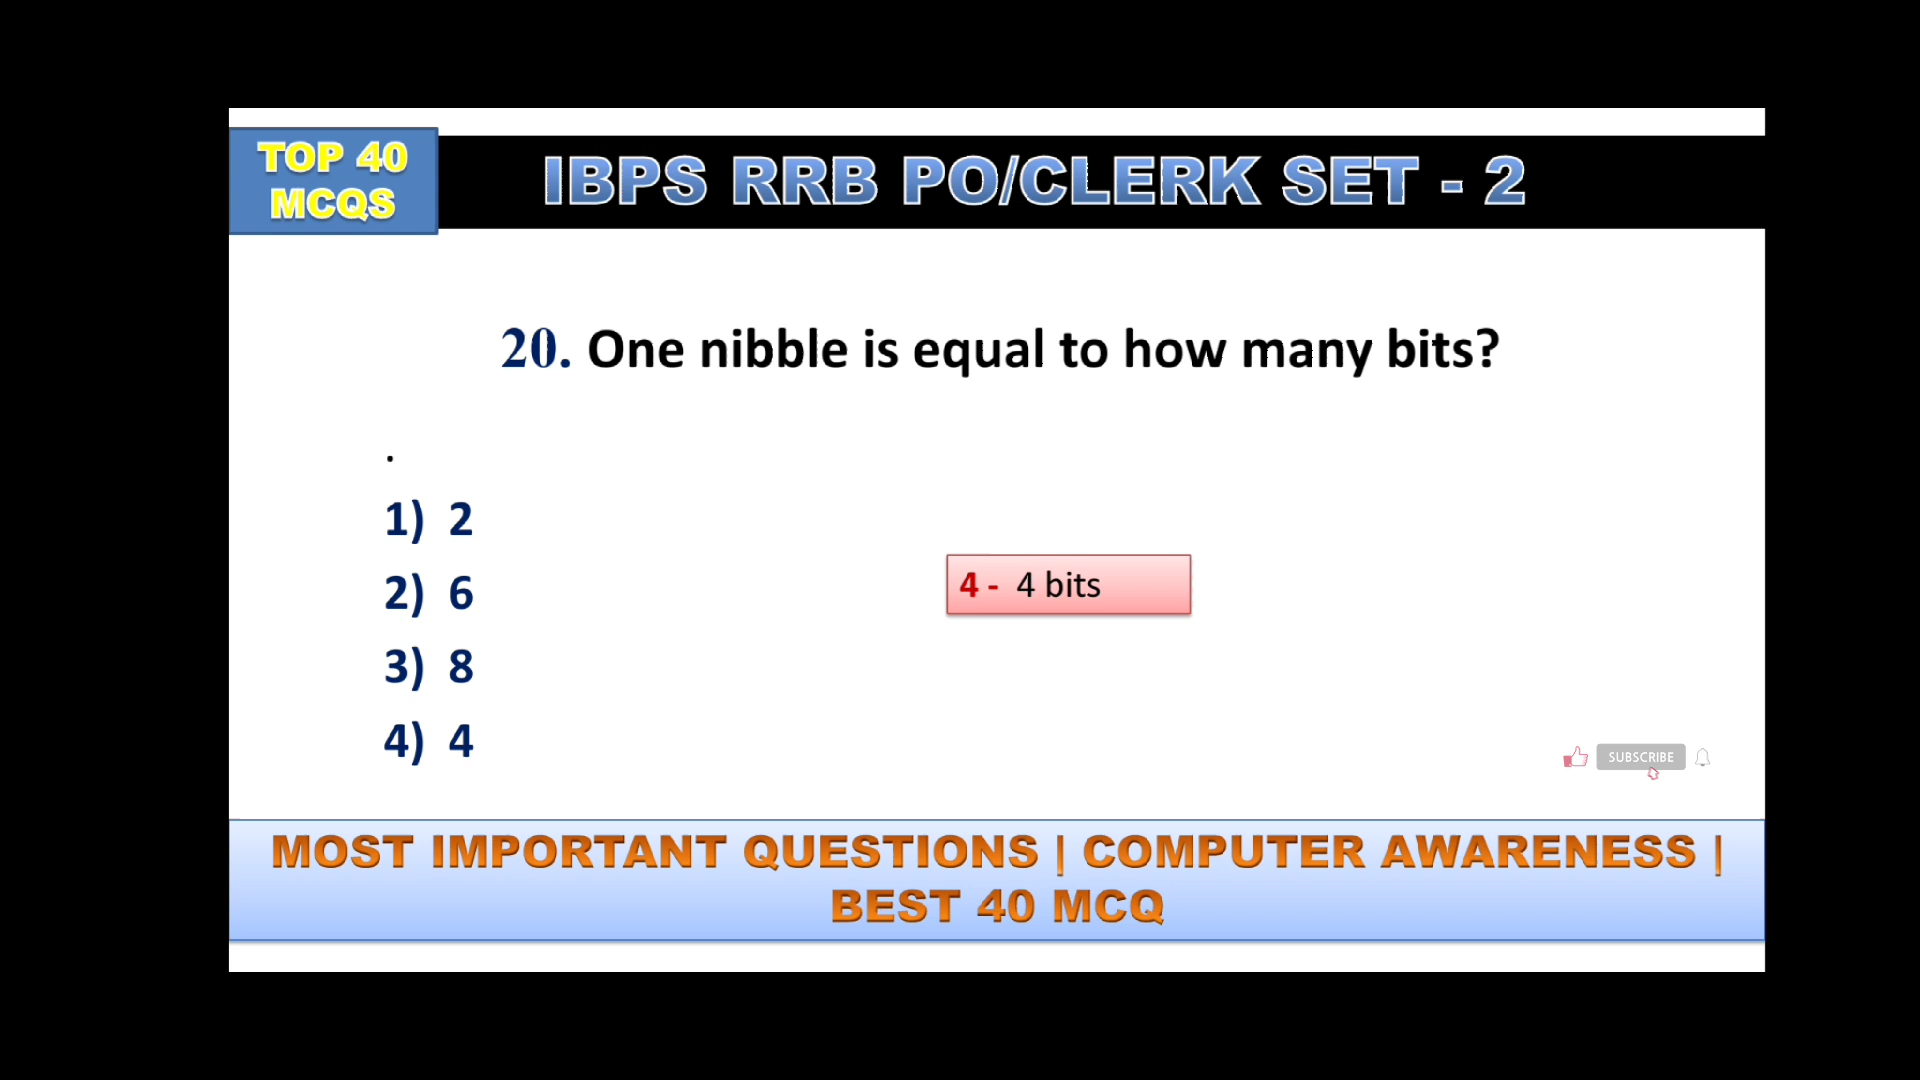 TOP 40
MCQS
IBPS RRB PO/CLERK SET - 2
20. One nibble is equal to how many bits?
.
1) 2
2) 6
3) 8
4) 4
4 - 4 bits
SUBSCRIBE
MOST IMPORTANT QUESTIONS | COMPUTER AWARENESS |
BEST 40 MCQ